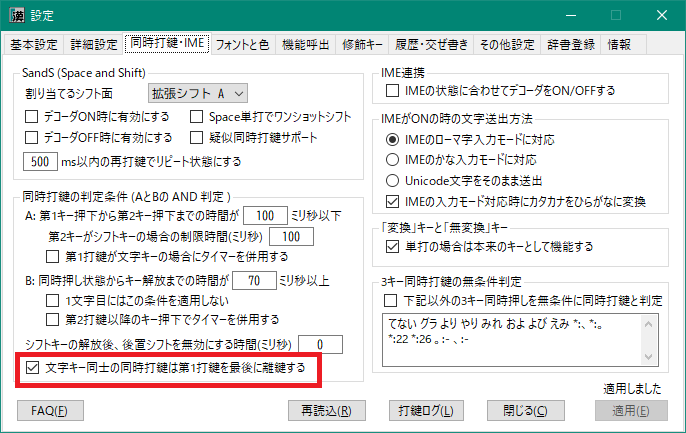 設定
基本設定 詳細設定 同時打鍵・IME フォントと色 機能呼出 修飾キー 履歴・交ぜ書き その他設定 辞書登録 情報
SandS (Space and Shift)
割り当てるシフト面 拡張シフト A
デコーダON時に有効にする Space単打でワンショットシフト
デコーダOFF時に有効にする 疑似同時打鍵サポート
500 ms以内の再打鍵でリピート状態にする
同時打鍵の判定条件 (AとBの AND 判定 )
A: 第1キー押下から第2キー押下までの時間が 100 ミリ秒以下
第2キーがシフトキーの場合の制限時間(ミリ秒) 100
第1打鍵が文字キーの場合にタイマーを併用する
B: 同時押し状態からキー解放までの時間が 70 ミリ秒以上
1文字目にはこの条件を適用しない
第2打鍵以降のキー押下でタイマーを併用する
シフトキーの解放後、後置シフトを無効にする時間(ミリ秒) 0
文字キー同士の同時打鍵は第1打鍵を最後に離鍵する
IME連携
IMEの状態に合わせてデコーダをON/OFFする
IMEがONの時の文字送出方法
IMEのローマ字入力モードに対応
IMEのかな入力モードに対応
Unicode文字をそのまま送出
IMEの入力モード対応時にカタカナをひらがなに変換
「変換」キーと「無変換」キー
単打の場合は本来のキーとして機能する
3キー同時打鍵の無条件判定
下記以外の3キー同時押しを無条件に同時打鍵と判定
てない グラ より やり みれ およ よび えみ *:、*:。
*:22 *:26 。:- 、:-
適用しました
FAQ(F) 再読込(R) 打鍵ログ(L) 閉じる(C) 適用(E)